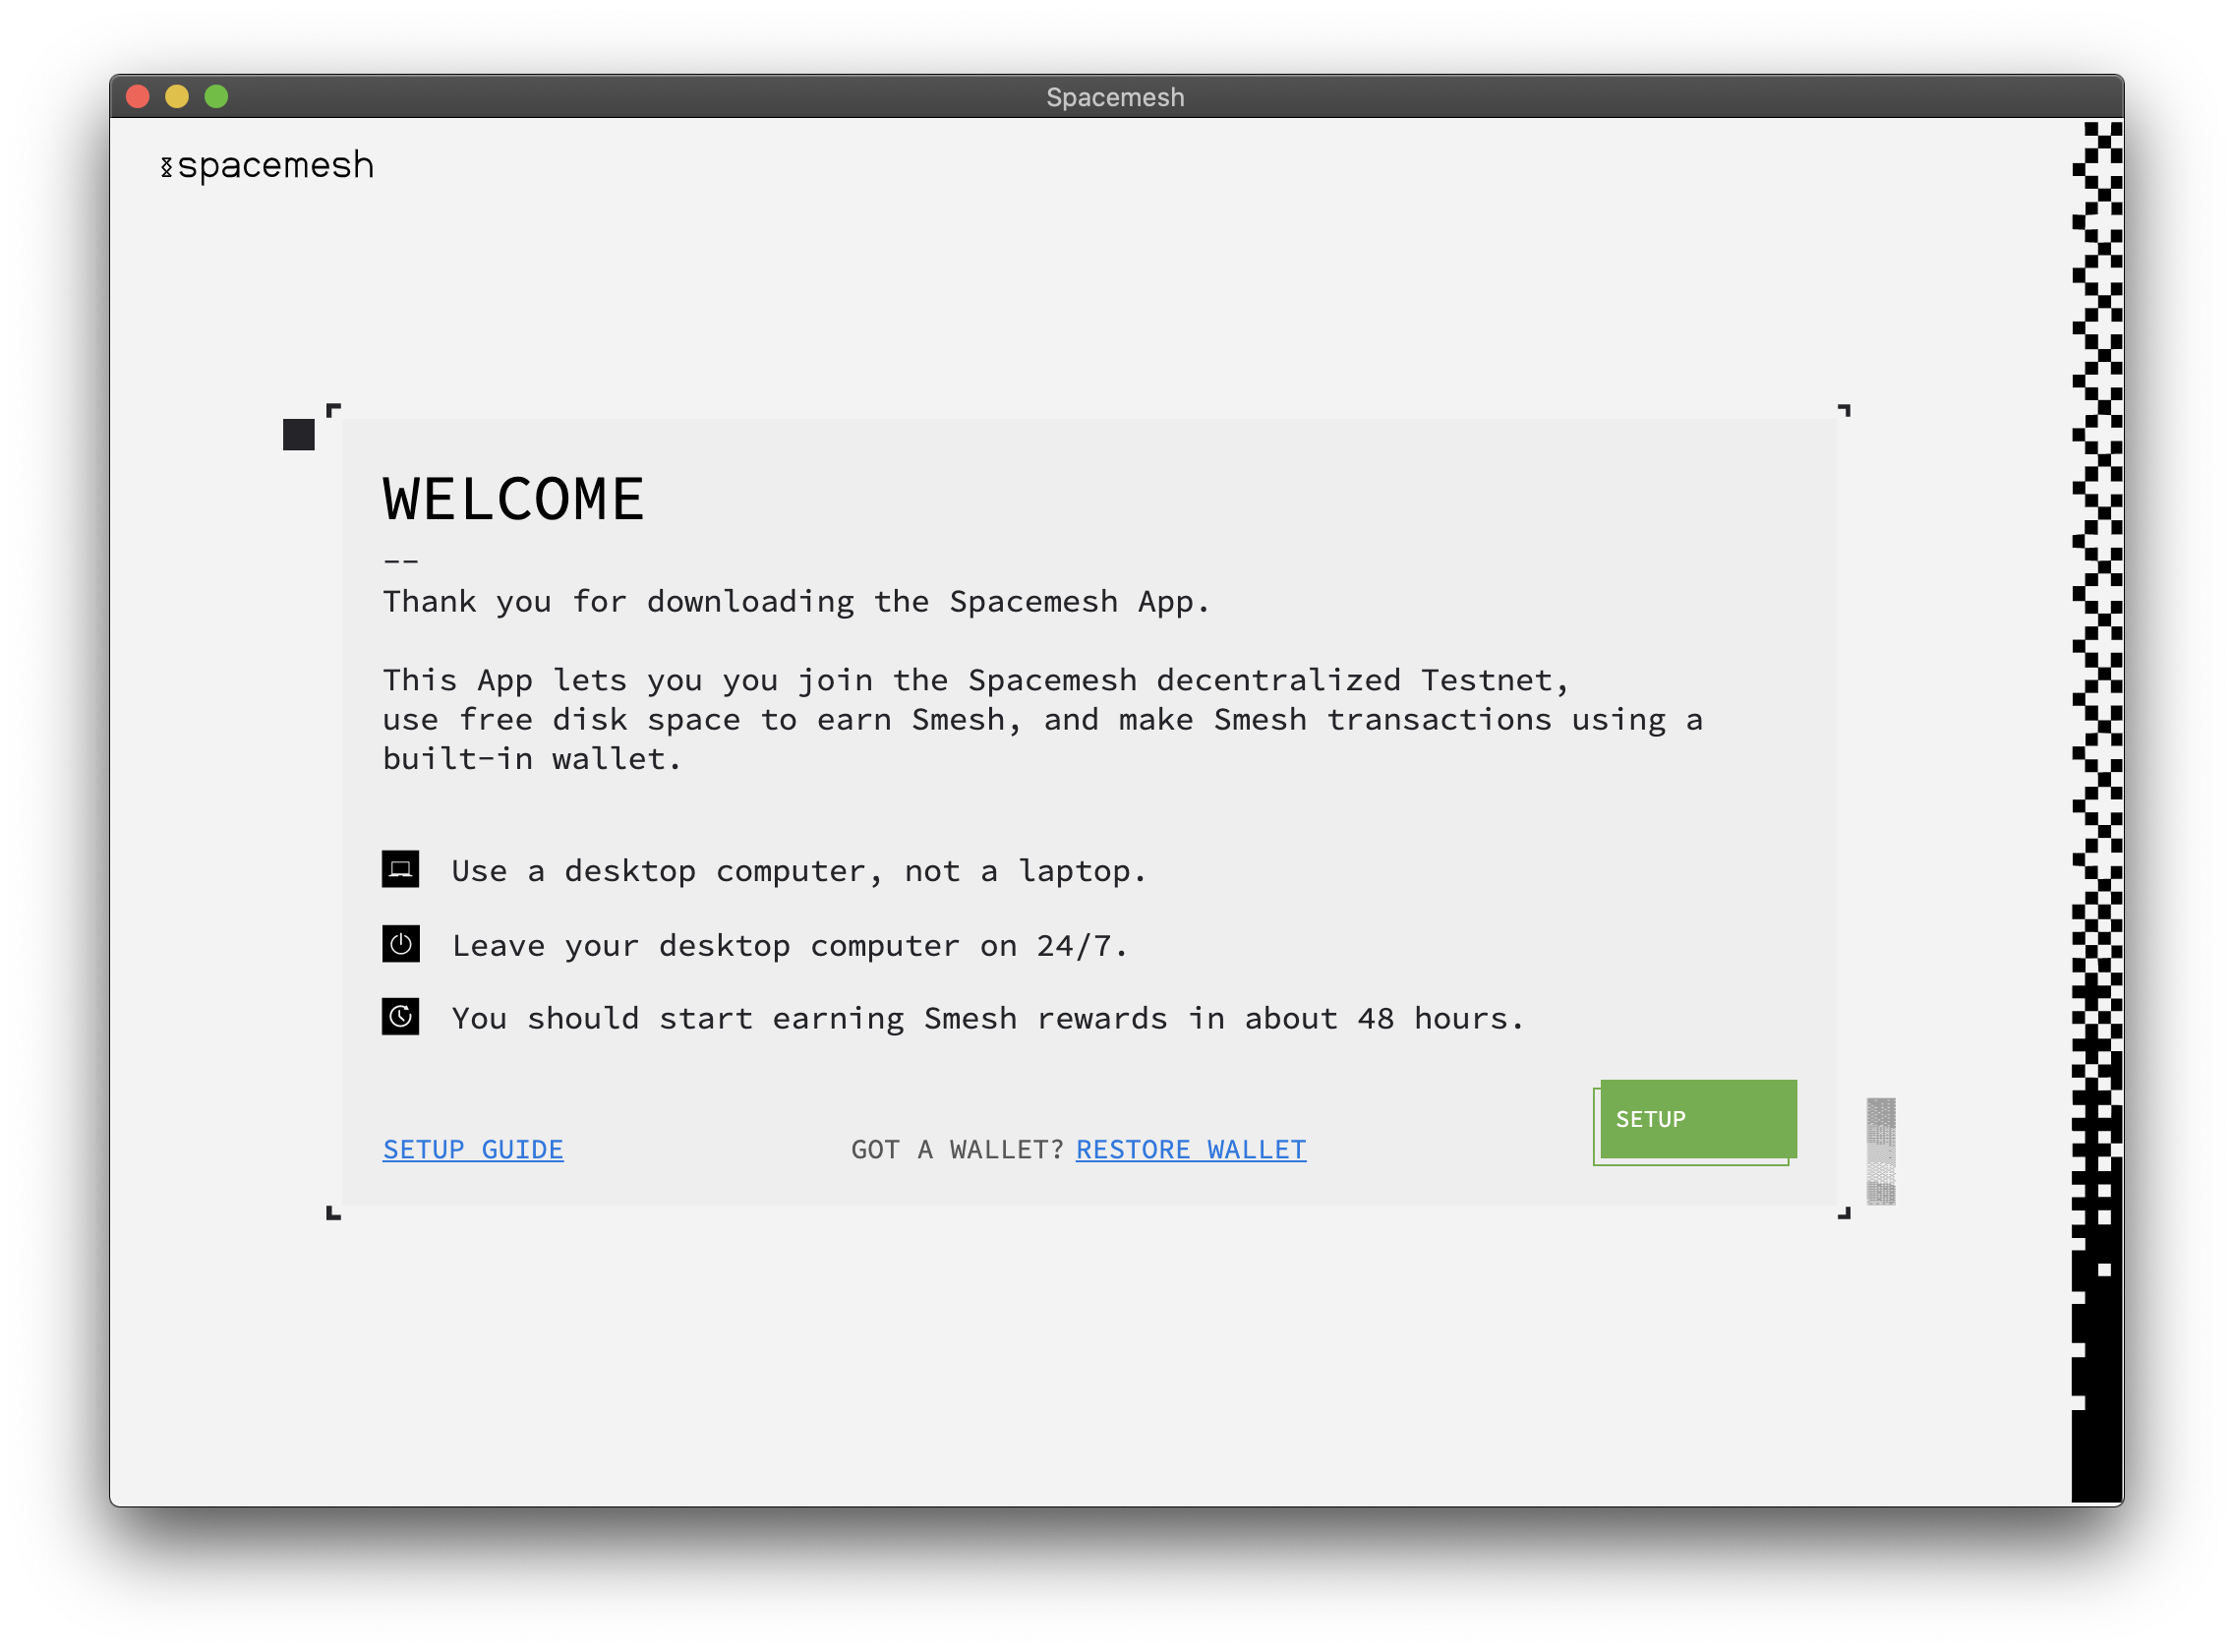 Spacemesh
spacemesh
WELCOME
--
Thank you for downloading the Spacemesh App.
This App lets you you join the Spacemesh decentralized Testnet,
use free disk space to earn Smesh, and make Smesh transactions using a
built-in wallet.
Use a desktop computer, not a laptop.
Leave your desktop computer on 24/7.
You should start earning Smesh rewards in about 48 hours.
SETUP
SETUP GUIDE
GOT A WALLET? RESTORE WALLET